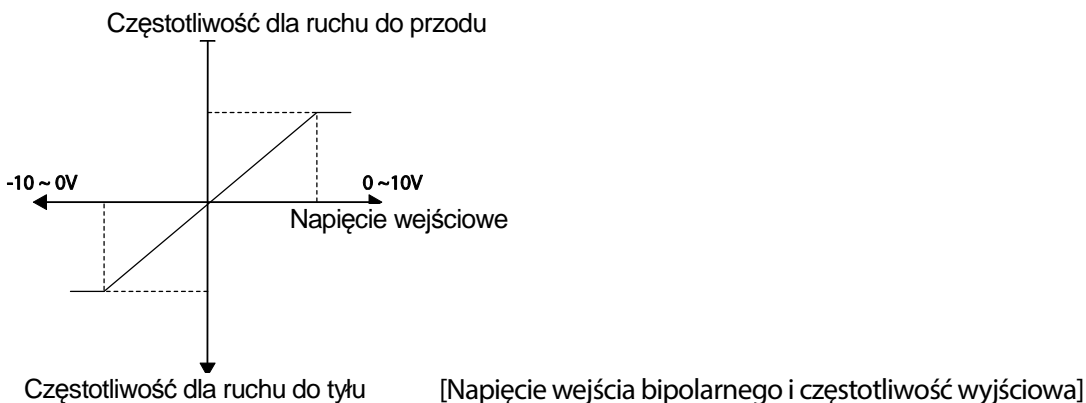 Częstotliwość dla ruchu do przodu
-10 ~ 0V
0 ~10V
Napięcie wejściowe
Częstotliwość dla ruchu do tyłu
[Napięcie wejścia bipolarnego i częstotliwość wyjściowa]